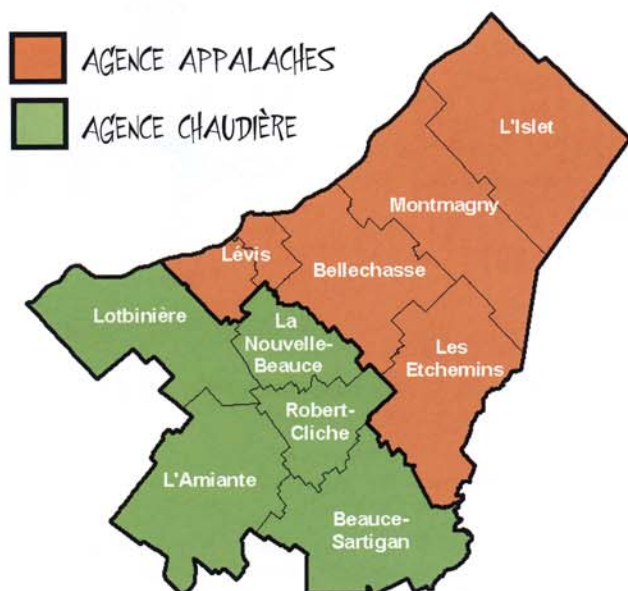 AGENCE APPALACHES
AGENCE CHAUDIÈRE
L'Islet
Montmagny
Lévis
Bellechasse
Lotbinière
La
Nouvelle-
Beauce
Les
Etchemins
Robert-
Cliche
L'Amiante
Beauce-
Sartigan